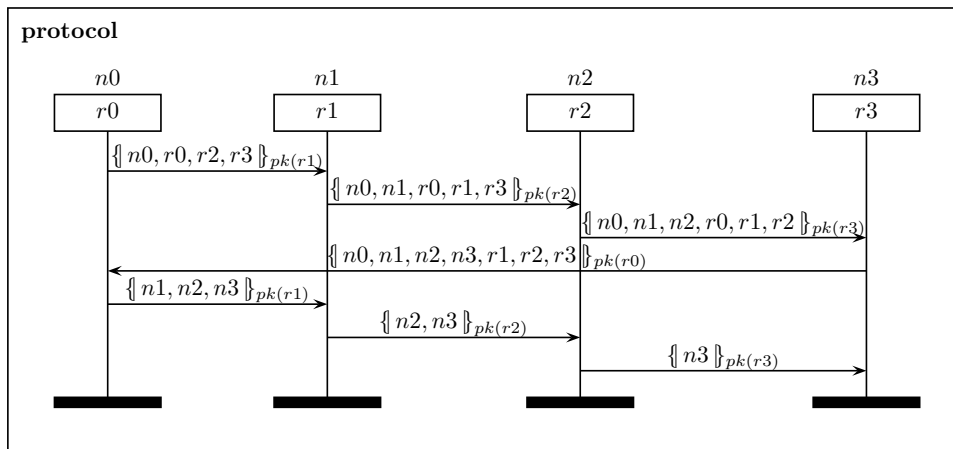 protocol
n0 n1 n2 n3
r0 r1 r2 r3
{| n0, r0, r2, r3 |}pk(r1)
{| n0, n1, r0, r1, r3 |}pk(r2)
{| n0, n1, n2, r0, r1, r2 |}pk(r3)
{| n0, n1, n2, n3, r1, r2, r3 |}pk(r0)
{| n1, n2, n3 |}pk(r1)
{| n2, n3 |}pk(r2)
{| n3 |}pk(r3)